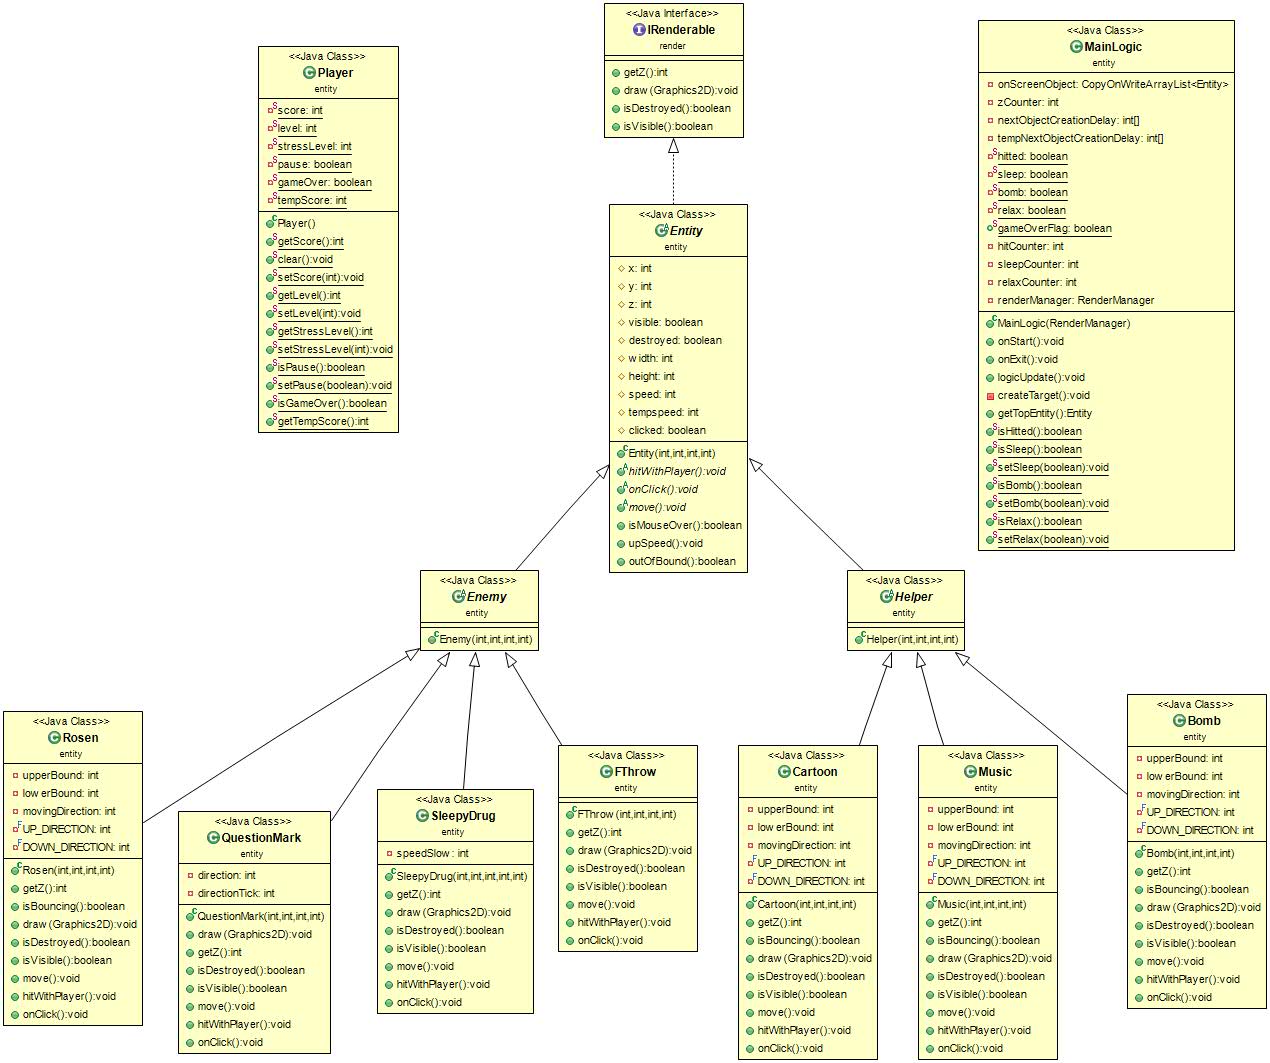 <<Java Class>>
Player
entity
score: int
level: int
stressLevel: int
pause: boolean
gameOver: boolean
tempScore: int
Player()
getScore():int
clear():void
setScore(int):void
getLevel():int
setLevel(int):void
getStressLevel():int
setStressLevel(int):void
isPause():boolean
setPause(boolean):void
isGameOver():boolean
getTempScore():int
<<Java Interface>>
IRenderable
render
getZ():int
draw(Graphics2D):void
isDestroyed():boolean
isVisible():boolean
<<Java Class>>
MainLogic
entity
onScreenObject: CopyOnWriteArrayList<Entity>
zCounter: int
nextObjectCreationDelay: int[]
tempNextObjectCreationDelay: int[]
hitted: boolean
sleep: boolean
bomb: boolean
relax: boolean
gameOverFlag: boolean
hitCounter: int
sleepCounter: int
relaxCounter: int
renderManager: RenderManager
MainLogic(RenderManager)
onStart():void
onExit():void
logicUpdate():void
createTarget():void
getTopEntity():Entity
isHitted():boolean
isSleep():boolean
setSleep(boolean):void
isBomb():boolean
setBomb(boolean):void
isRelax():boolean
setRelax(boolean):void
<<Java Class>>
Entity
entity
x: int
y: int
z: int
visible: boolean
destroyed: boolean
width: int
height: int
speed: int
tempspeed: int
clicked: boolean
Entity(int,int,int,int)
hitWithPlayer():void
onClick():void
move():void
isMouseOver():boolean
upSpeed():void
outOfBound():boolean
<<Java Class>>
Enemy
entity
Enemy(int,int,int,int)
<<Java Class>>
Helper
entity
Helper(int,int,int,int)
<<Java Class>>
Rosen
entity
upperBound: int
lowerBound: int
movingDirection: int
UP_DIRECTION: int
DOWN_DIRECTION: int
Rosen(int,int,int,int)
getZ():int
isBouncing():boolean
draw(Graphics2D):void
isDestroyed():boolean
isVisible():boolean
move():void
hitWithPlayer():void
onClick():void
<<Java Class>>
QuestionMark
entity
direction: int
directionTick: int
QuestionMark(int,int,int,int)
draw(Graphics2D):void
getZ():int
isDestroyed():boolean
isVisible():boolean
move():void
hitWithPlayer():void
onClick():void
<<Java Class>>
SleepyDrug
entity
speedSlow: int
SleepyDrug(int,int,int,int,int)
getZ():int
draw(Graphics2D):void
isDestroyed():boolean
isVisible():boolean
move():void
hitWithPlayer():void
onClick():void
<<Java Class>>
FThrow
entity
FThrow(int,int,int,int)
getZ():int
draw(Graphics2D):void
isDestroyed():boolean
isVisible():boolean
move():void
hitWithPlayer():void
onClick():void
<<Java Class>>
Cartoon
entity
upperBound: int
lowerBound: int
movingDirection: int
UP_DIRECTION: int
DOWN_DIRECTION: int
Cartoon(int,int,int,int)
getZ():int
isBouncing():boolean
draw(Graphics2D):void
isDestroyed():boolean
isVisible():boolean
move():void
hitWithPlayer():void
onClick():void
<<Java Class>>
Music
entity
upperBound: int
lowerBound: int
movingDirection: int
UP_DIRECTION: int
DOWN_DIRECTION: int
Music(int,int,int,int)
getZ():int
isBouncing():boolean
draw(Graphics2D):void
isDestroyed():boolean
isVisible():boolean
move():void
hitWithPlayer():void
onClick():void
<<Java Class>>
Bomb
entity
upperBound: int
lowerBound: int
movingDirection: int
UP_DIRECTION: int
DOWN_DIRECTION: int
Bomb(int,int,int,int)
getZ():int
isBouncing():boolean
draw(Graphics2D):void
isDestroyed():boolean
isVisible():boolean
move():void
hitWithPlayer():void
onClick():void